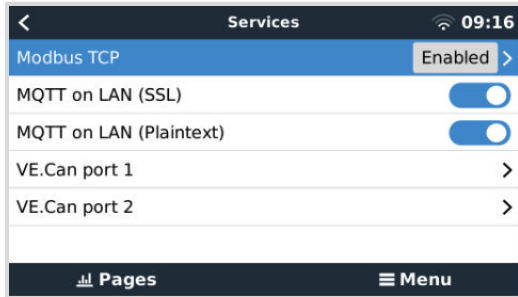 Services 09:16
Modbus TCP Enabled
MQTT on LAN (SSL)
MQTT on LAN (Plaintext)
VE.Can port 1
VE.Can port 2
Pages Menu